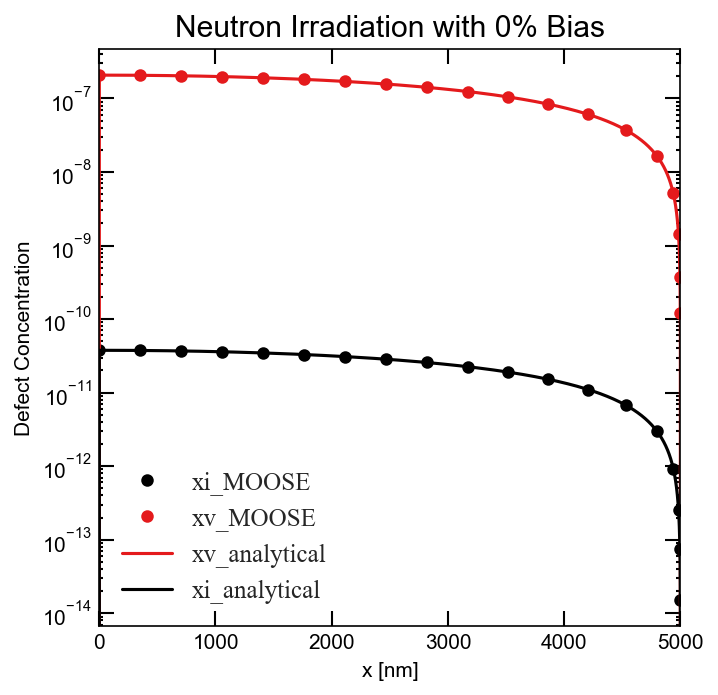 Neutron Irradiation with 0% Bias
Defect Concentration
10⁻⁷
10⁻⁸
10⁻⁹
10⁻¹⁰
10⁻¹¹
10⁻¹²
10⁻¹³
10⁻¹⁴
xi_MOOSE
xv_MOOSE
xv_analytical
xi_analytical
0 1000 2000 3000 4000 5000
x [nm]